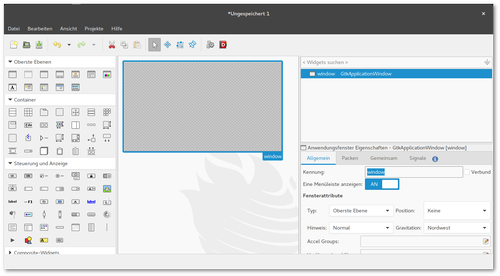 *Ungespeichert 1
Datei Bearbeiten Ansicht Projekte Hilfe
Oberste Ebenen
Container
Steuerung und Anzeige
Composite-Widgets
window
< Widgets suchen >
window GtkApplicationWindow
Anwendungsfenster Eigenschaften - GtkApplicationWindow [window]
Allgemein Packen Gemeinsam Signale
Kennung: window Verbund
Eine Menüleiste anzeigen: AN
Fensterattribute
Typ: Oberste Ebene Position: Keine
Hinweis: Normal Gravitation: Nordwest
Accel Groups: